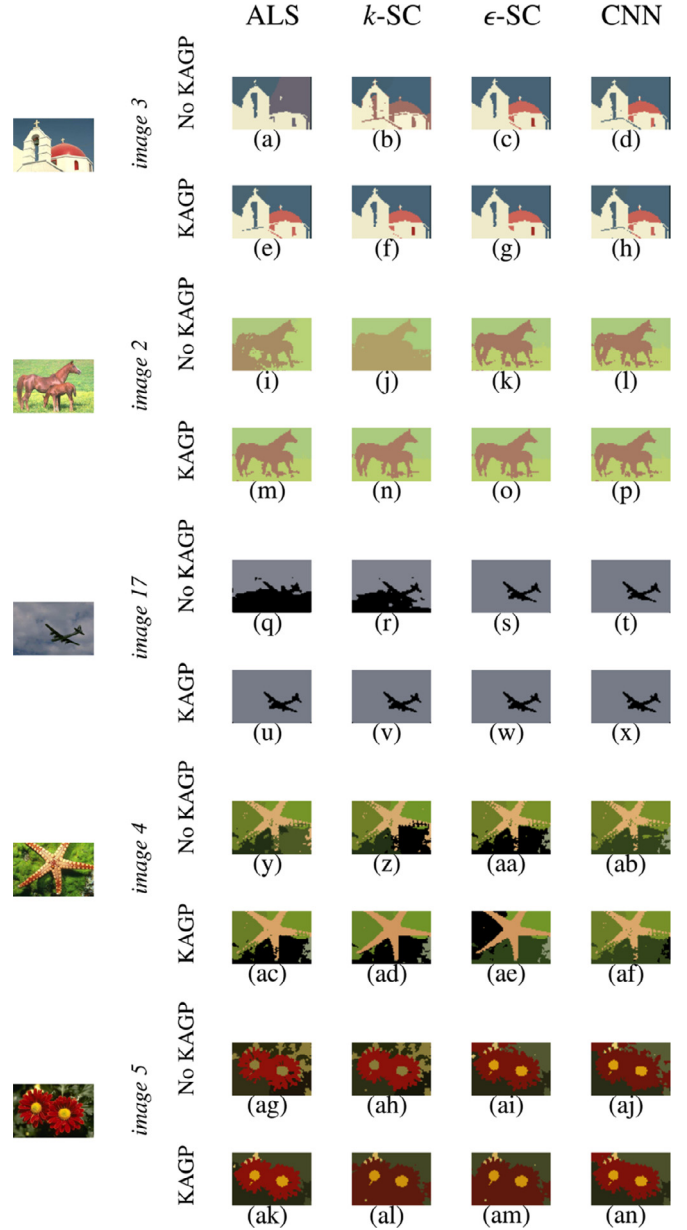 ALS k-SC ϵ-SC CNN
image 3
No KAGP
(a) (b) (c) (d)
KAGP
(e) (f) (g) (h)
image 2
No KAGP
(i) (j) (k) (l)
KAGP
(m) (n) (o) (p)
image 17
No KAGP
(q) (r) (s) (t)
KAGP
(u) (v) (w) (x)
image 4
No KAGP
(y) (z) (aa) (ab)
KAGP
(ac) (ad) (ae) (af)
image 5
No KAGP
(ag) (ah) (ai) (aj)
KAGP
(ak) (al) (am) (an)